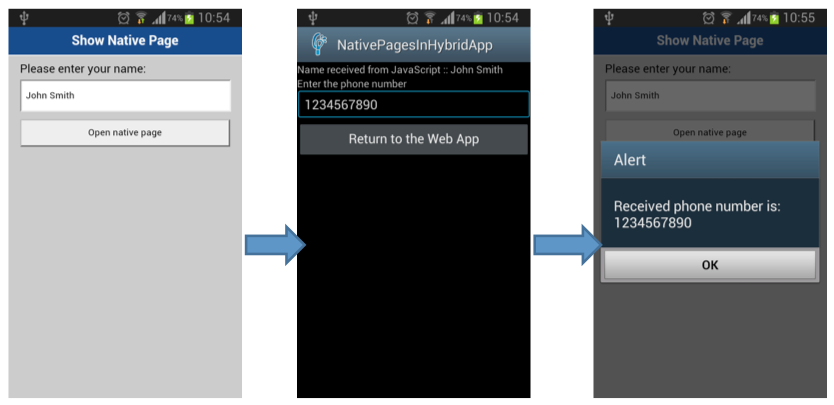 74% 10:54
Show Native Page
Please enter your name:
John Smith
Open native page
74% 10:54
NativePagesInHybridApp
Name received from JavaScript :: John Smith
Enter the phone number
1234567890
Return to the Web App
74% 10:55
Show Native Page
Please enter your name:
John Smith
Open native page
Alert
Received phone number is:
1234567890
OK